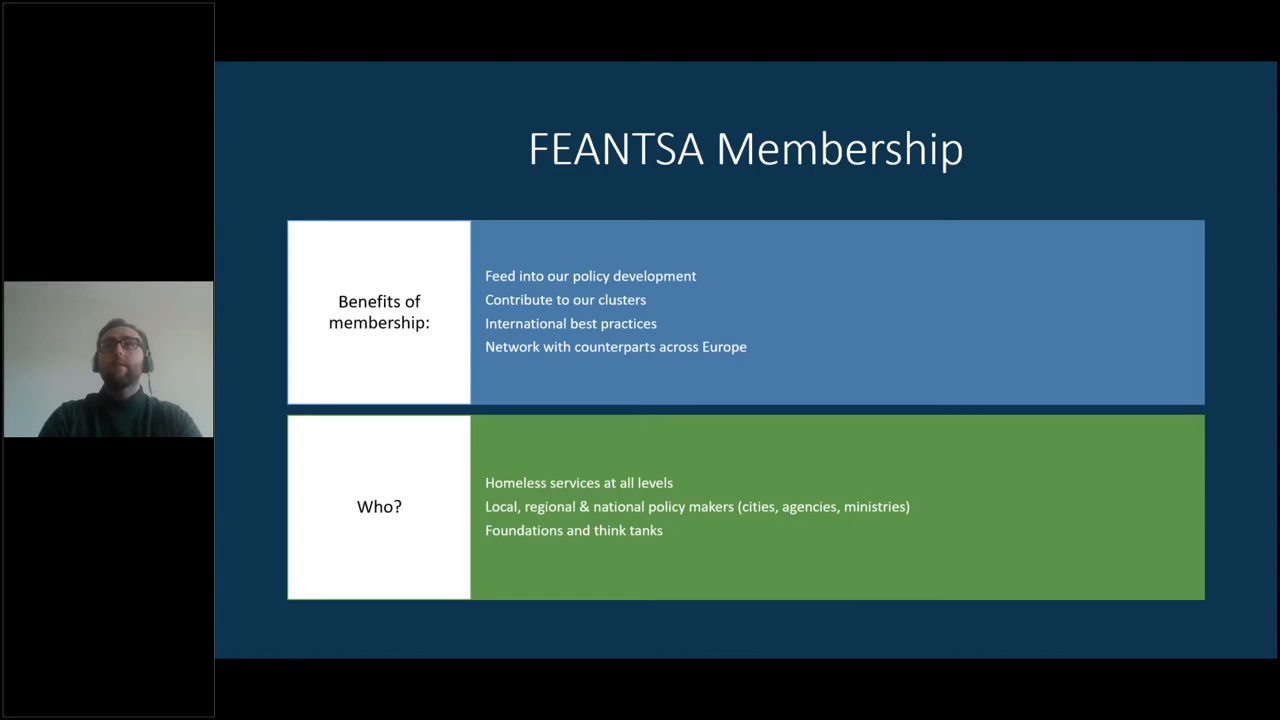 FEANTSA Membership
Benefits of
membership:
Feed into our policy development
Contribute to our clusters
International best practices
Network with counterparts across Europe
Who?
Homeless services at all levels
Local, regional & national policy makers (cities, agencies, ministries)
Foundations and think tanks